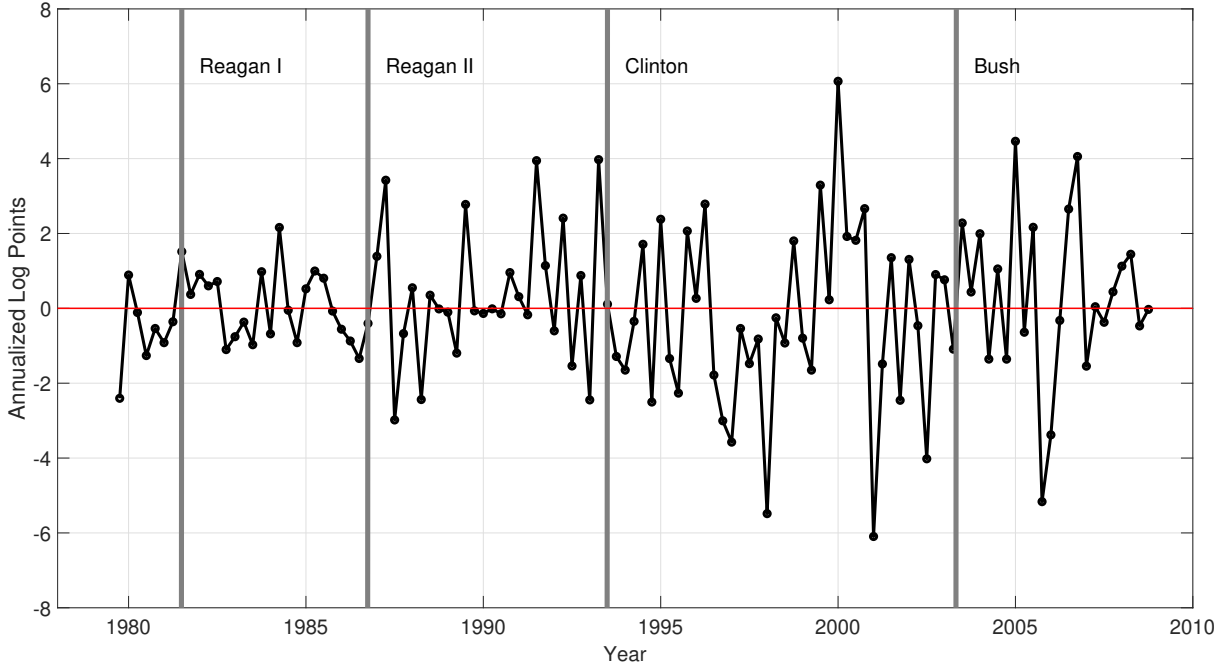 8
6
4
2
0
-2
-4
-6
-8
Annualized Log Points
Reagan I
Reagan II
Clinton
Bush
1980
1985
1990
1995
2000
2005
2010
Year